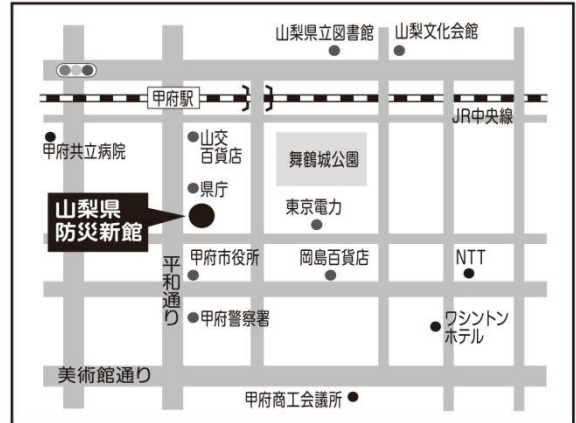 山梨県立図書館
山梨文化会館
甲府駅
JR中央線
甲府共立病院
山交
百貨店
舞鶴城公園
県庁
山梨県
防災新館
東京電力
平和通り
甲府市役所
岡島百貨店
NTT
甲府警察署
ワシントン
ホテル
美術館通り
甲府商工会議所